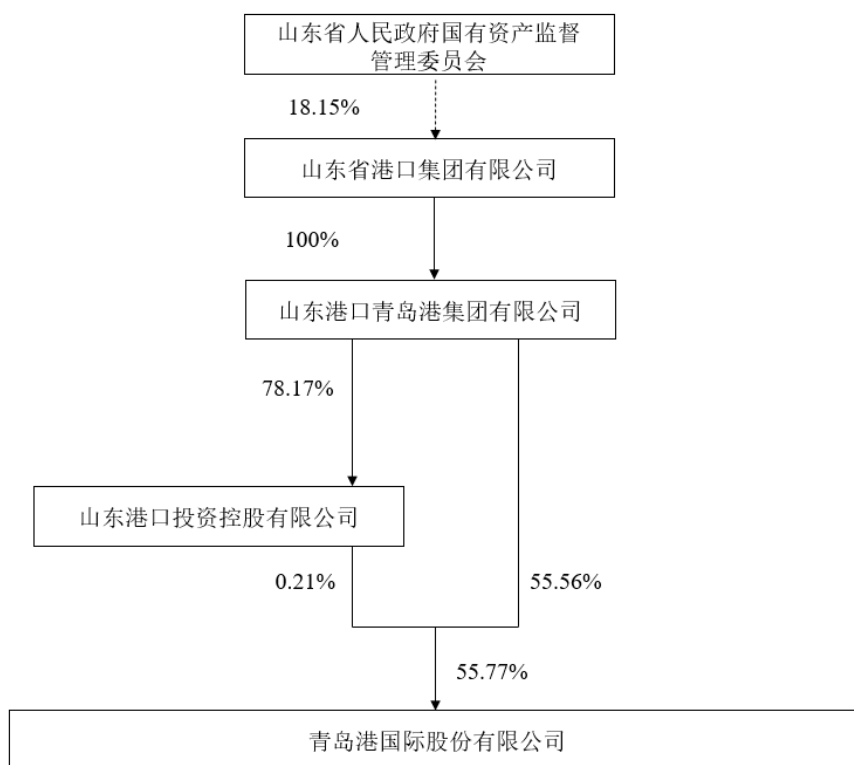 山东省人民政府国有资产监督
管理委员会
18.15%
山东省港口集团有限公司
100%
山东港口青岛港集团有限公司
78.17%
山东港口投资控股有限公司
0.21%
55.56%
55.77%
青岛港国际股份有限公司